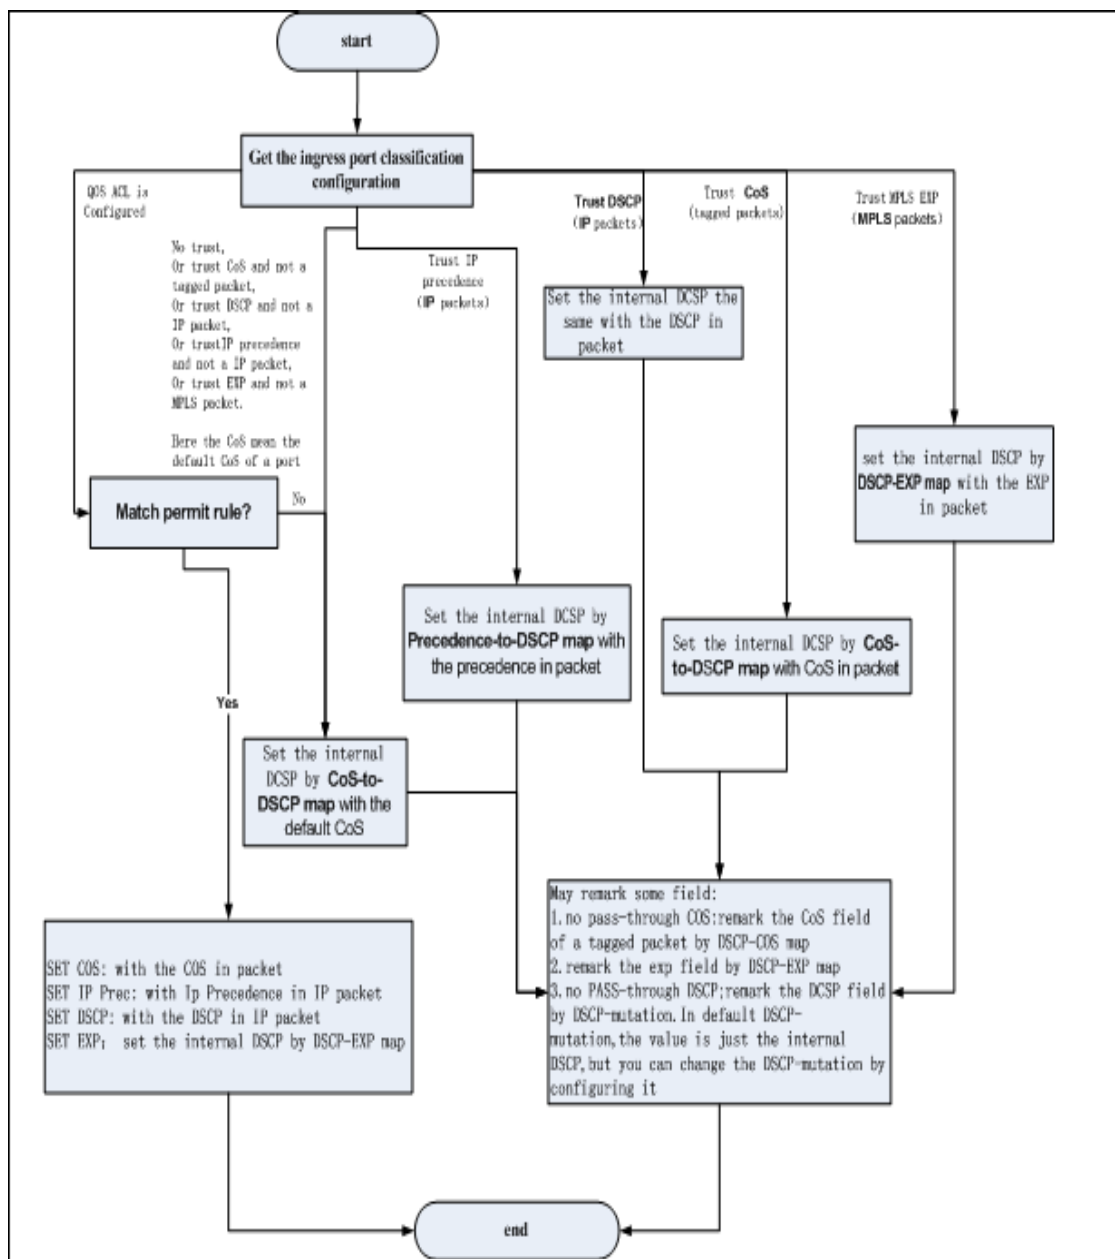 start
Get the ingress port classification
configuration
QOS ACL is
Configured
No trust,
Or trust CoS and not a
tagged packet,
Or trust DSCP and not a
IP packet,
Or trustIP precedence
and not a IP packet,
Or trust EXP and not a
MPLS packet.
Here the CoS mean the
default CoS of a port
Trust IP
precedence
(IP packets)
Trust DSCP
(IP packets)
Trust CoS
(tagged packets)
Trust MPLS EXP
(MPLS packets)
Set the internal DCSP the
same with the DSCP in
packet
set the internal DSCP by
DSCP-EXP map with the EXP
in packet
Match permit rule?
No
Set the internal DCSP by
Precedence-to-DSCP map with
the precedence in packet
Set the internal DCSP by CoS-
to-DSCP map with CoS in packet
Yes
Set the internal
DCSP by CoS-to-
DSCP map with the
default CoS
May remark some field:
1.no pass-through COS;remark the CoS field
of a tagged packet by DSCP-COS map
2.remark the exp field by DSCP-EXP map
3.no PASS-through DSCP;remark the DCSP field
by DSCP-mutation.In default DSCP-
mutation,the value is just the internal
DSCP,but you can change the DSCP-mutation by
configuring it
SET COS: with the COS in packet
SET IP Prec: with Ip Precedence in IP packet
SET DSCP: with the DSCP in IP packet
SET EXP: set the internal DSCP by DSCP-EXP map
end